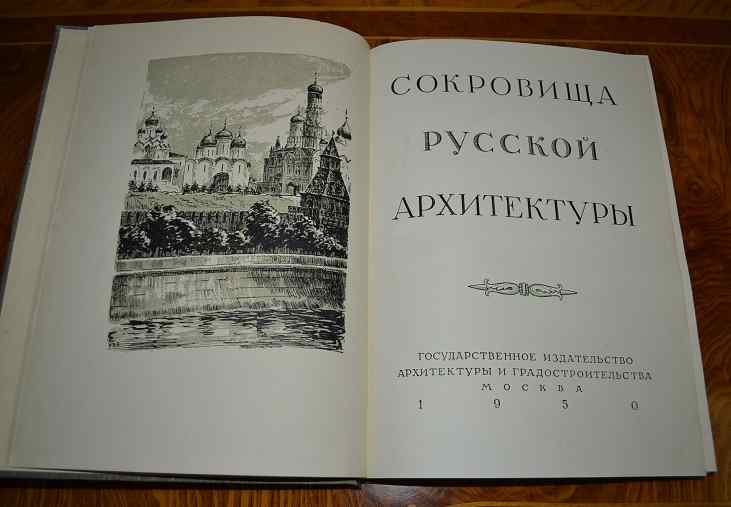 СОКРОВИЩА
РУССКОЙ
АРХИТЕКТУРЫ
ГОСУДАРСТВЕННОЕ ИЗДАТЕЛЬСТВО
АРХИТЕКТУРЫ И ГРАДОСТРОИТЕЛЬСТВА
МОСКВА
1950